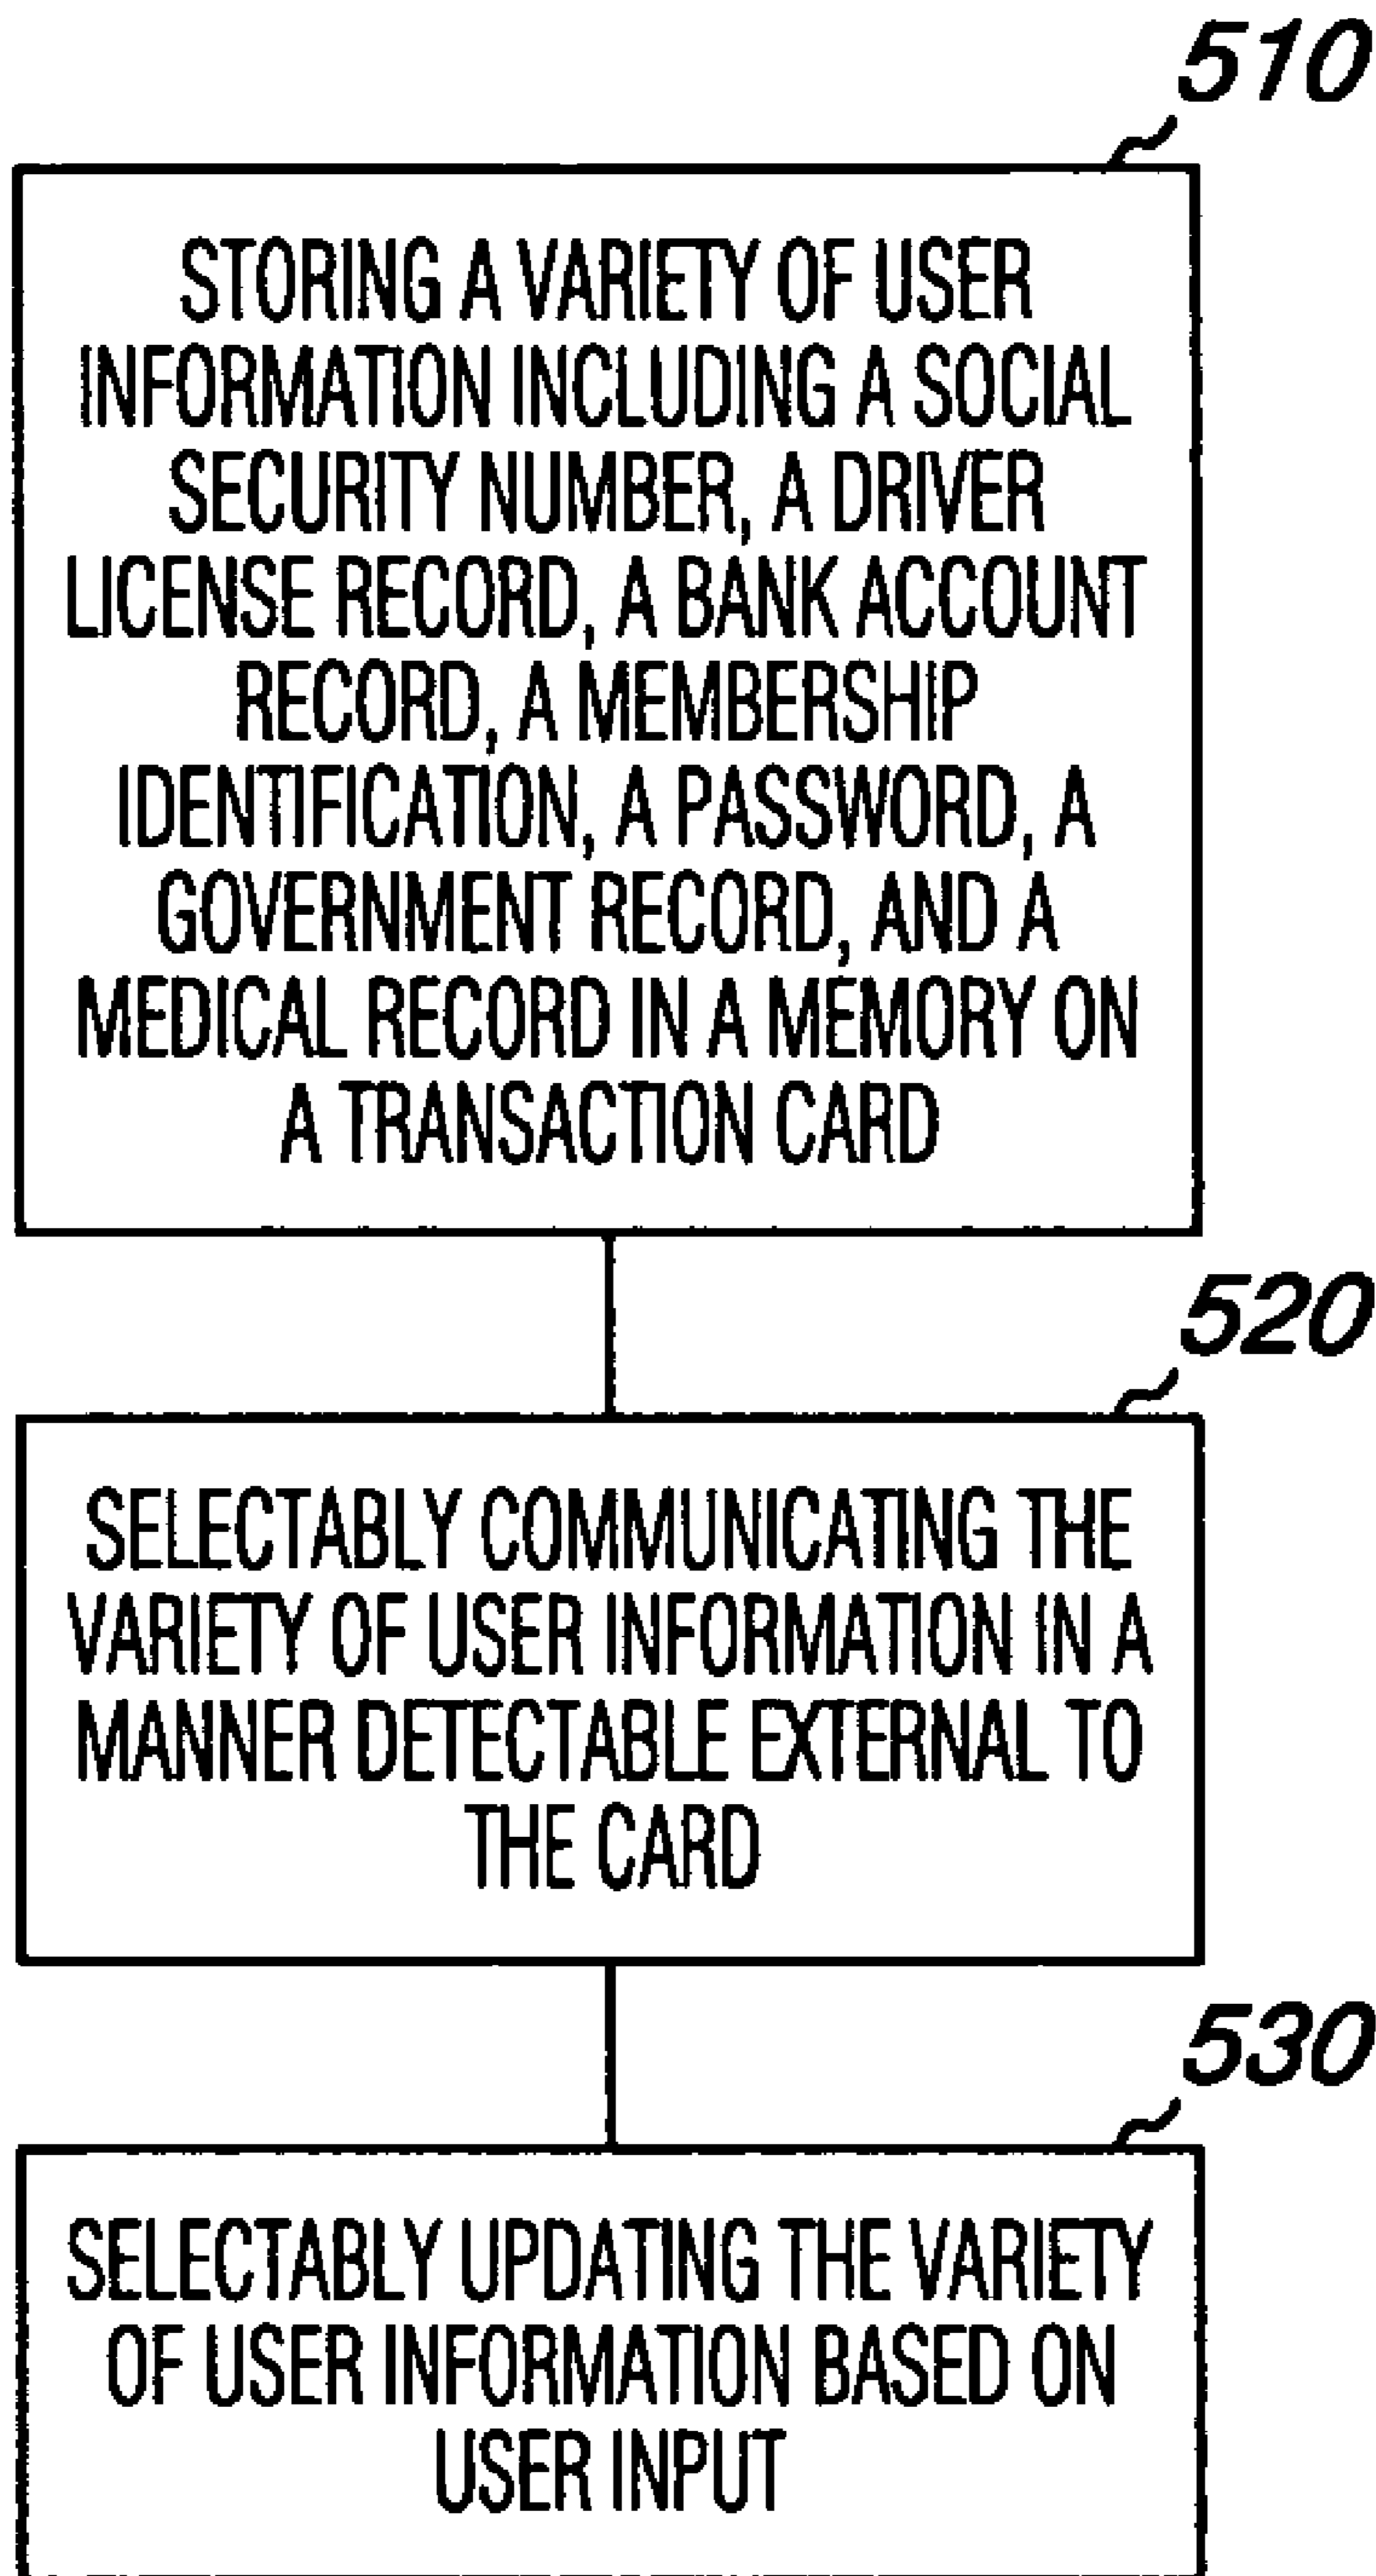 510
STORING A VARIETY OF USER
INFORMATION INCLUDING A SOCIAL
SECURITY NUMBER, A DRIVER
LICENSE RECORD, A BANK ACCOUNT
RECORD, A MEMBERSHIP
IDENTIFICATION, A PASSWORD, A
GOVERNMENT RECORD, AND A
MEDICAL RECORD IN A MEMORY ON
A TRANSACTION CARD
520
SELECTABLY COMMUNICATING THE
VARIETY OF USER INFORMATION IN A
MANNER DETECTABLE EXTERNAL TO
THE CARD
530
SELECTABLY UPDATING THE VARIETY
OF USER INFORMATION BASED ON
USER INPUT